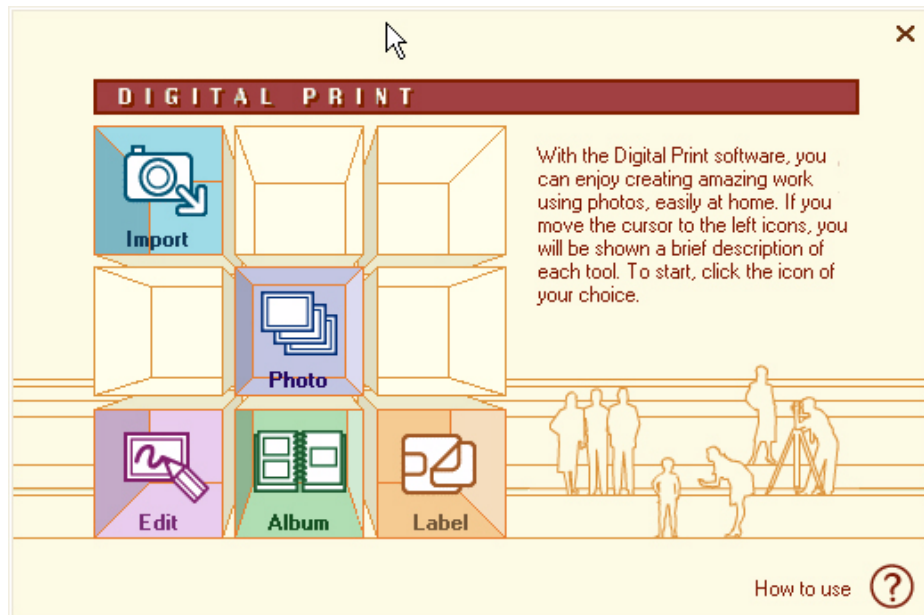 DIGITAL PRINT
Import
Photo
Edit
Album
Label
With the Digital Print software, you
can enjoy creating amazing work
using photos, easily at home. If you
move the cursor to the left icons, you
will be shown a brief description of
each tool. To start, click the icon of
your choice.
How to use ?